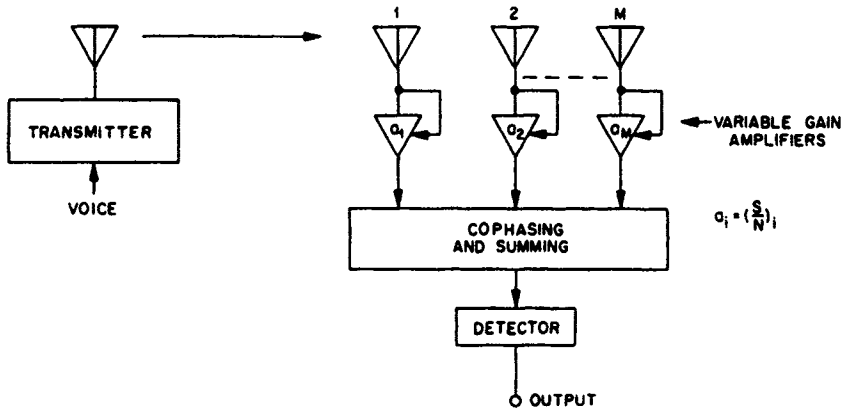 1
2
M
TRANSMITTER
a1
a2
aM
VARIABLE GAIN
AMPLIFIERS
VOICE
COPHASING
AND SUMMING
ai = (S/N)i
DETECTOR
OUTPUT